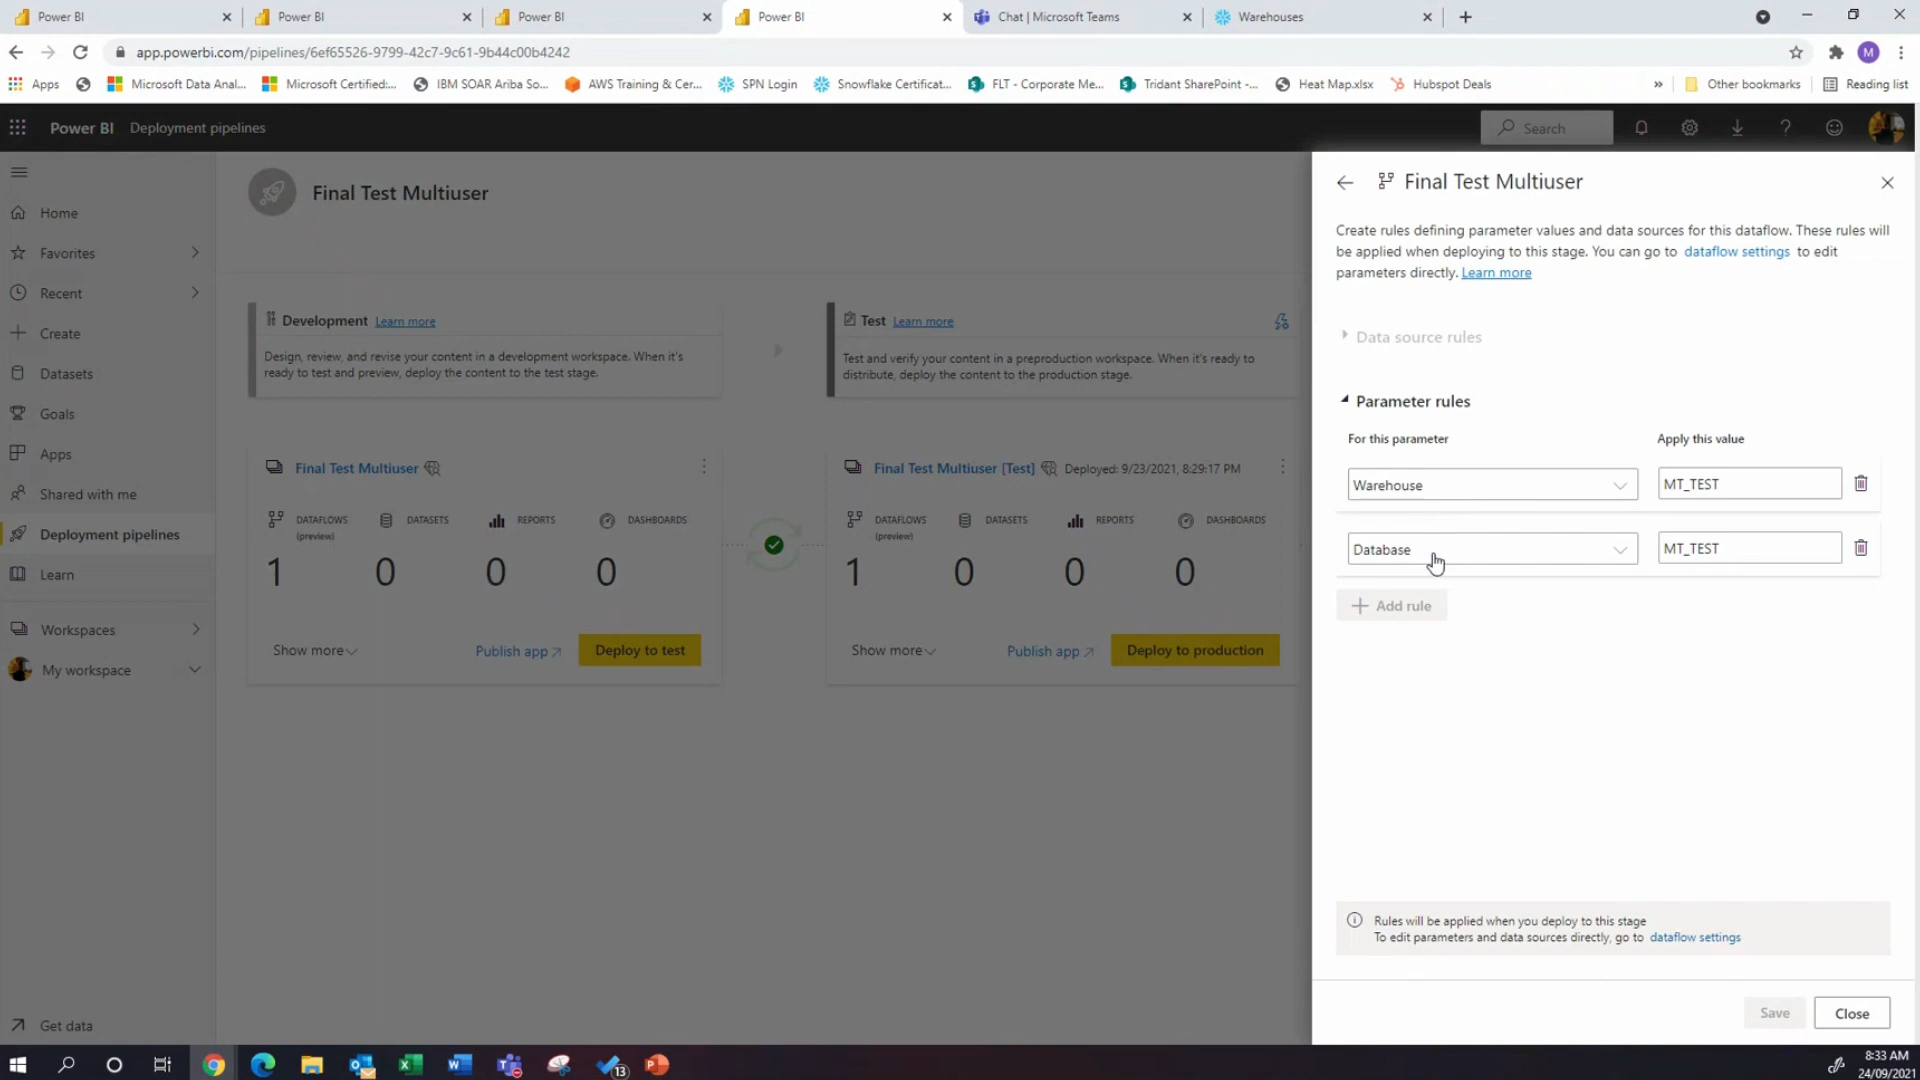 Power BI
Power BI
Power BI
Power BI
Chat | Microsoft Teams
Warehouses
app.powerbi.com/pipelines/6ef65526-9799-42c7-9c61-9b44c00b4242
M
Apps
Microsoft Data Anal...
Microsoft Certified:...
IBM SOAR Ariba So...
AWS Training & Cer...
SPN Login
Snowflake Certificat...
FLT - Corporate Me...
Tridant SharePoint -...
Heat Map.xlsx
Hubspot Deals
»
Other bookmarks
Reading list
Power BI
Deployment pipelines
Search
Home
Favorites
Recent
Create
Datasets
Goals
Apps
Shared with me
Deployment pipelines
Learn
Workspaces
My workspace
Get data
Final Test Multiuser
Development Learn more
Design, review, and revise your content in a development workspace. When it's
ready to test and preview, deploy the content to the test stage.
Final Test Multiuser
DATAFLOWS
(preview)
DATASETS
REPORTS
DASHBOARDS
1
0
0
0
Show more
Publish app
Deploy to test
Test Learn more
Test and verify your content in a preproduction workspace. When it's ready to
distribute, deploy the content to the production stage.
Final Test Multiuser [Test]
Deployed: 9/23/2021, 8:29:17 PM
DATAFLOWS
(preview)
DATASETS
REPORTS
DASHBOARDS
1
0
0
0
Show more
Publish app
Deploy to production
Final Test Multiuser
Create rules defining parameter values and data sources for this dataflow. These rules will
be applied when deploying to this stage. You can go to dataflow settings to edit
parameters directly. Learn more
Data source rules
Parameter rules
For this parameter
Apply this value
Warehouse
MT_TEST
Database
MT_TEST
Add rule
Rules will be applied when you deploy to this stage
To edit parameters and data sources directly, go to dataflow settings
Save
Close
13
8:33 AM
24/09/2021